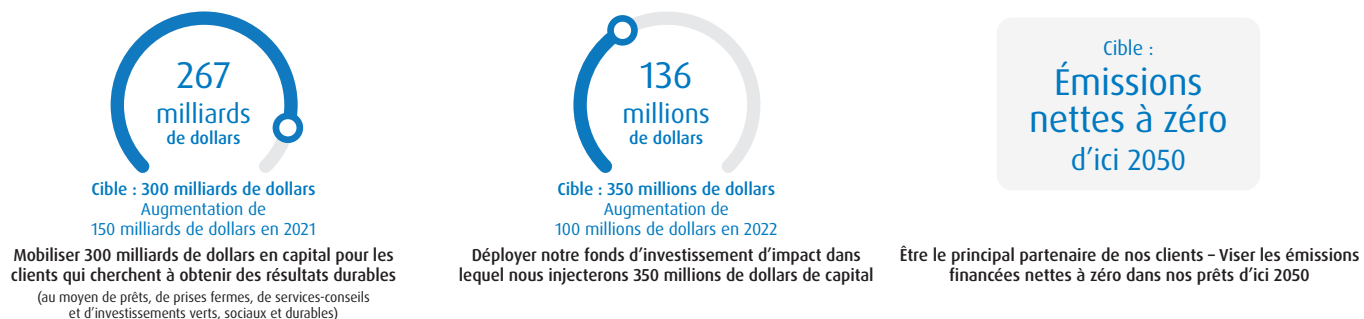 267
milliards
de dollars
Cible : 300 milliards de dollars
Augmentation de
150 milliards de dollars en 2021
Mobiliser 300 milliards de dollars en capital pour les
clients qui cherchent à obtenir des résultats durables
(au moyen de prêts, de prises fermes, de services-conseils
et d’investissements verts, sociaux et durables)
136
millions
de dollars
Cible : 350 millions de dollars
Augmentation de
100 millions de dollars en 2022
Déployer notre fonds d’investissement d’impact dans
lequel nous injecterons 350 millions de dollars de capital
Cible :
Émissions
nettes à zéro
d’ici 2050
Être le principal partenaire de nos clients – Viser les émissions
financées nettes à zéro dans nos prêts d’ici 2050